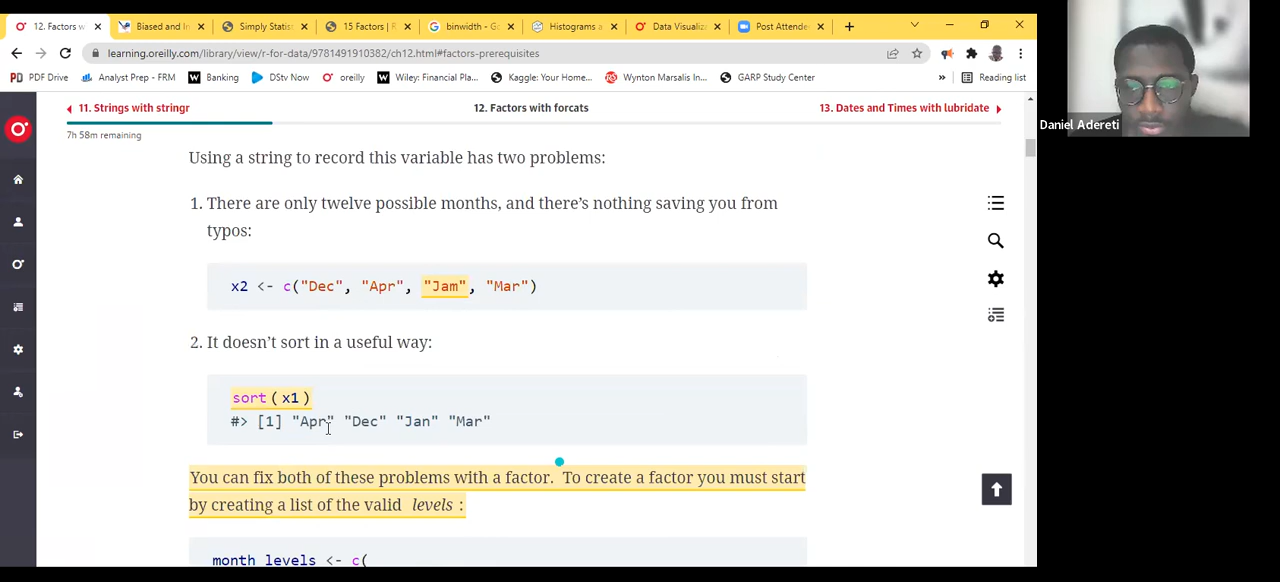 12. Factors w
Biased and In
Simply Statis
15 Factors | R
binwidth - Go
Histograms a
Data Visualiz
Post Attende
learning.oreilly.com/library/view/r-for-data/9781491910382/ch12.html#factors-prerequisites
PDF Drive
Analyst Prep - FRM
Banking
DStv Now
oreilly
Wiley: Financial Pla...
Kaggle: Your Home...
Wynton Marsalis In...
GARP Study Center
»
Reading list
Daniel Adereti
11. Strings with stringr
12. Factors with forcats
13. Dates and Times with lubridate
7h 58m remaining
Using a string to record this variable has two problems:
1. There are only twelve possible months, and there’s nothing saving you from
typos:
x2 <- c("Dec", "Apr", "Jam", "Mar")
2. It doesn’t sort in a useful way:
sort(x1)
#> [1] "Apr" "Dec" "Jan" "Mar"
You can fix both of these problems with a factor. To create a factor you must start
by creating a list of the valid levels :
month_levels <- c(